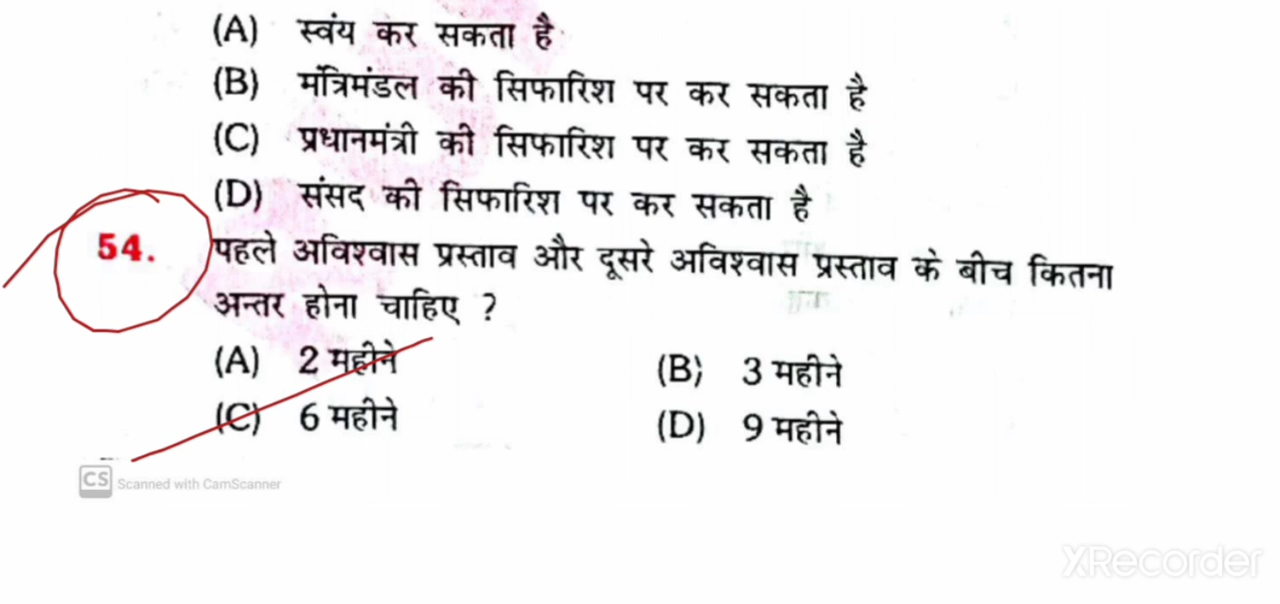 (A) स्वंय कर सकता है
(B) मंत्रिमंडल की सिफारिश पर कर सकता है
(C) प्रधानमंत्री की सिफारिश पर कर सकता है
(D) संसद की सिफारिश पर कर सकता है
54. पहले अविश्वास प्रस्ताव और दूसरे अविश्वास प्रस्ताव के बीच कितना
अन्तर होना चाहिए ?
(A) 2 महीने (B) 3 महीने
(C) 6 महीने (D) 9 महीने
CS Scanned with CamScanner
XRecorder